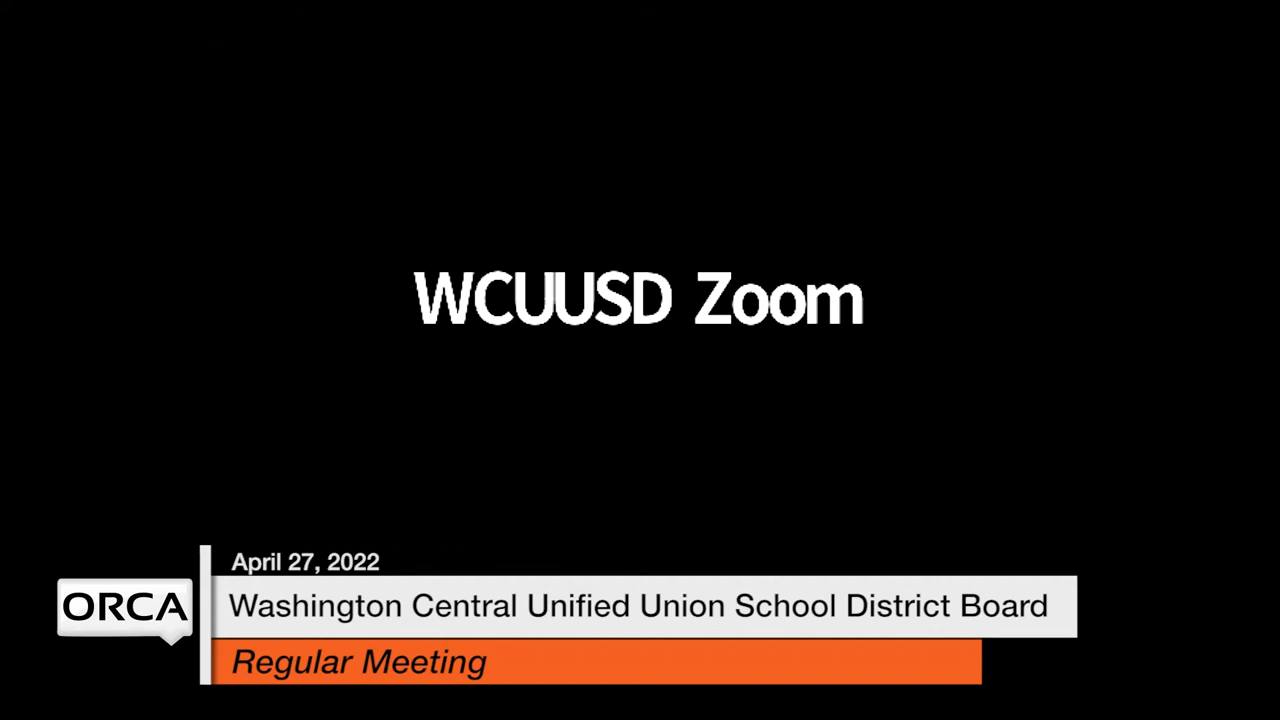 WCUUSD Zoom
April 27, 2022
ORCA
Washington Central Unified Union School District Board
Regular Meeting